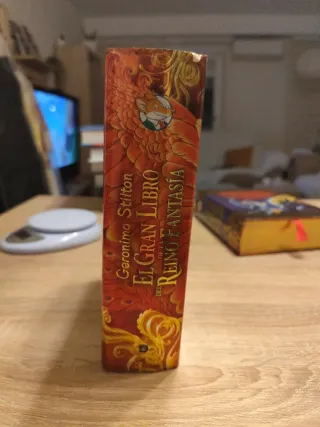 Geronimo Stilton
EL GRAN LIBRO
DEL REINO DE LA FANTASÍA